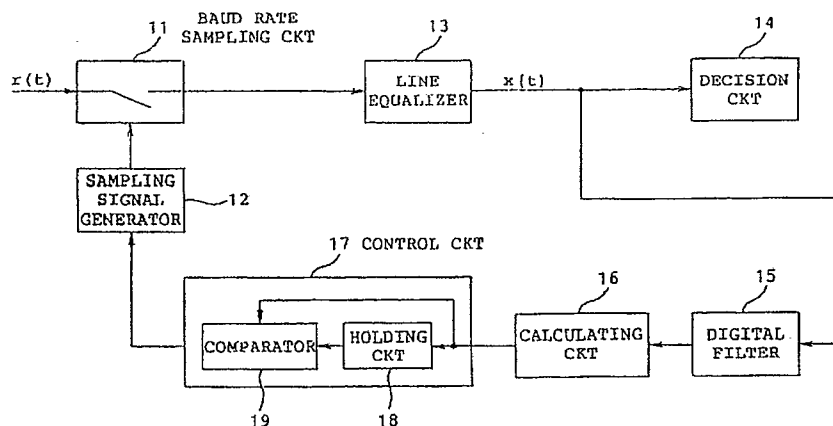 BAUD RATE
SAMPLING CKT
11
13
14
r(t)
LINE
EQUALIZER
x(t)
DECISION
CKT
SAMPLING
SIGNAL
GENERATOR
12
17 CONTROL CKT
16
15
COMPARATOR
HOLDING
CKT
CALCULATING
CKT
DIGITAL
FILTER
19
18